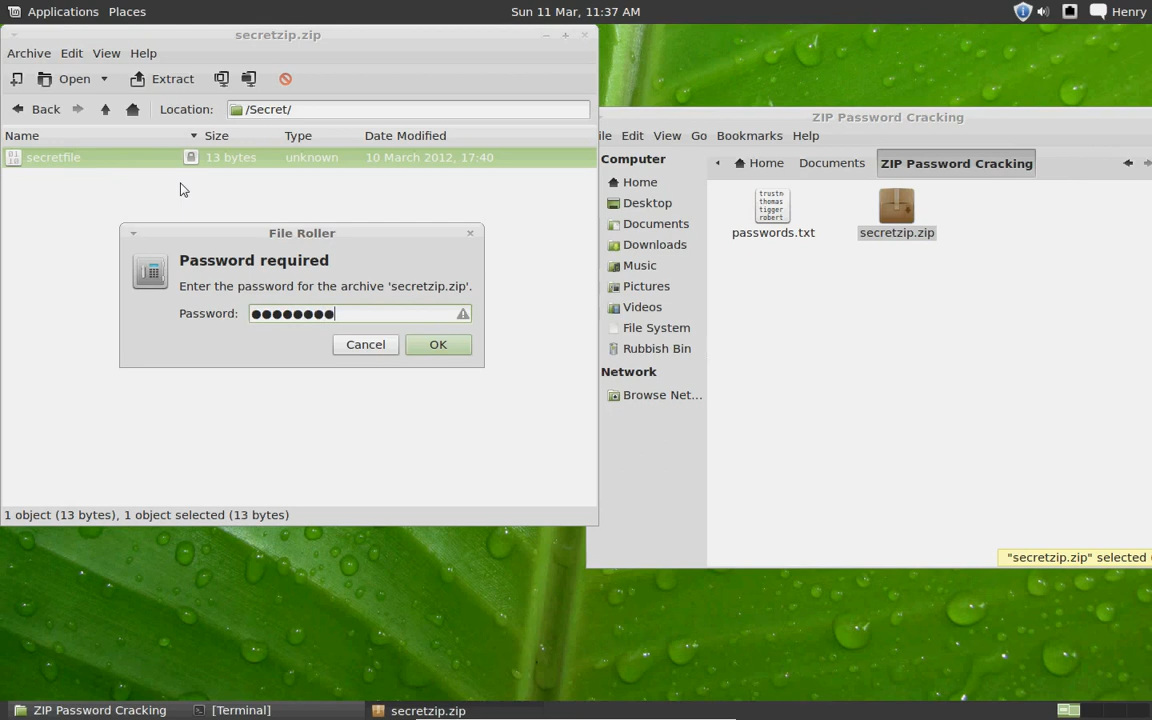 Applications Places
Sun 11 Mar, 11:37 AM
Henry
secretzip.zip
Archive Edit View Help
Open Extract
Back Location: /Secret/
Name Size Type Date Modified
secretfile 13 bytes unknown 10 March 2012, 17:40
File Roller
Password required
Enter the password for the archive 'secretzip.zip'.
Password: ●●●●●●●●
Cancel OK
1 object (13 bytes), 1 object selected (13 bytes)
ZIP Password Cracking
ile Edit View Go Bookmarks Help
Computer
Home
Desktop
Documents
Downloads
Music
Pictures
Videos
File System
Rubbish Bin
Network
Browse Net...
Home Documents ZIP Password Cracking
trustn
thomas
tigger
robert
passwords.txt
secretzip.zip
"secretzip.zip" selected (
ZIP Password Cracking
[Terminal]
secretzip.zip